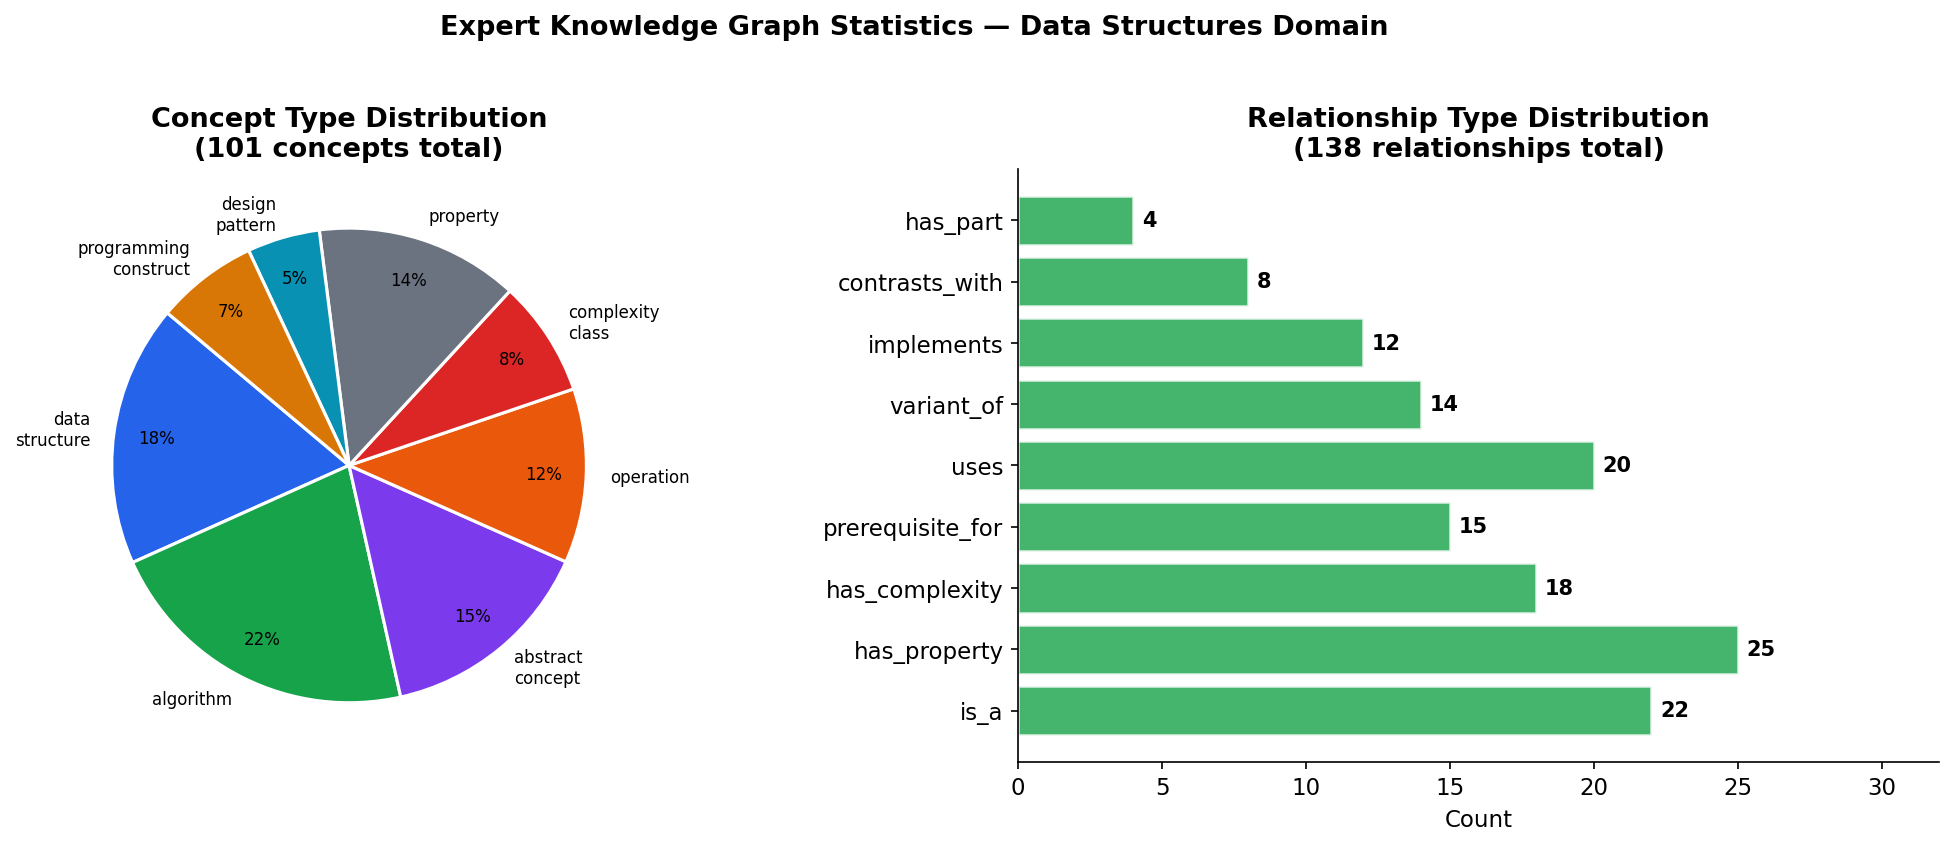 Expert Knowledge Graph Statistics — Data Structures Domain
Concept Type Distribution
(101 concepts total)
design
pattern
property
programming
construct
complexity
class
5%
14%
7%
8%
data
structure
18%
12%
operation
22%
15%
abstract
concept
algorithm
Relationship Type Distribution
(138 relationships total)
has_part
4
contrasts_with
8
implements
12
variant_of
14
uses
20
prerequisite_for
15
has_complexity
18
has_property
25
is_a
22
0 5 10 15 20 25 30
Count